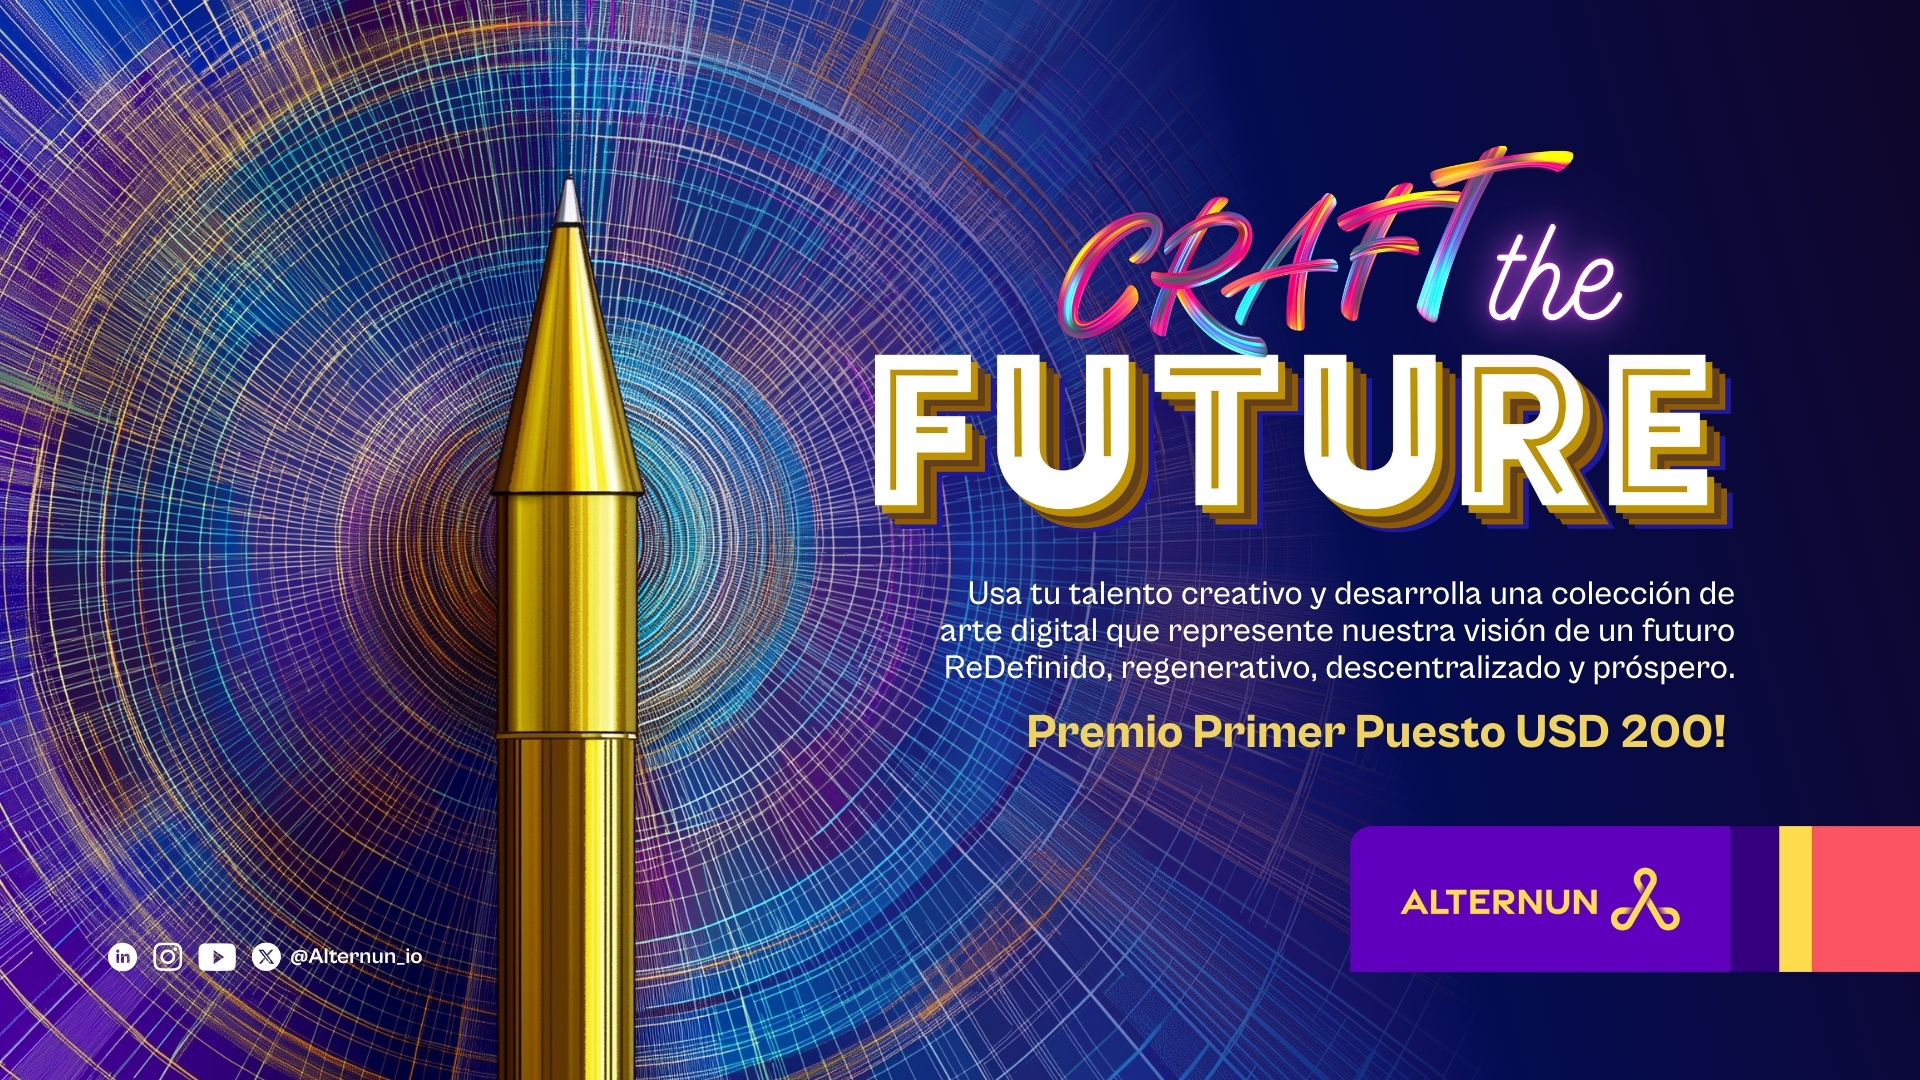 CRAFT the
FUTURE
Usa tu talento creativo y desarrolla una colección de
arte digital que represente nuestra visión de un futuro
ReDefinido, regenerativo, descentralizado y próspero.
Premio Primer Puesto USD 200!
ALTERNUN
in X @Alternun_io